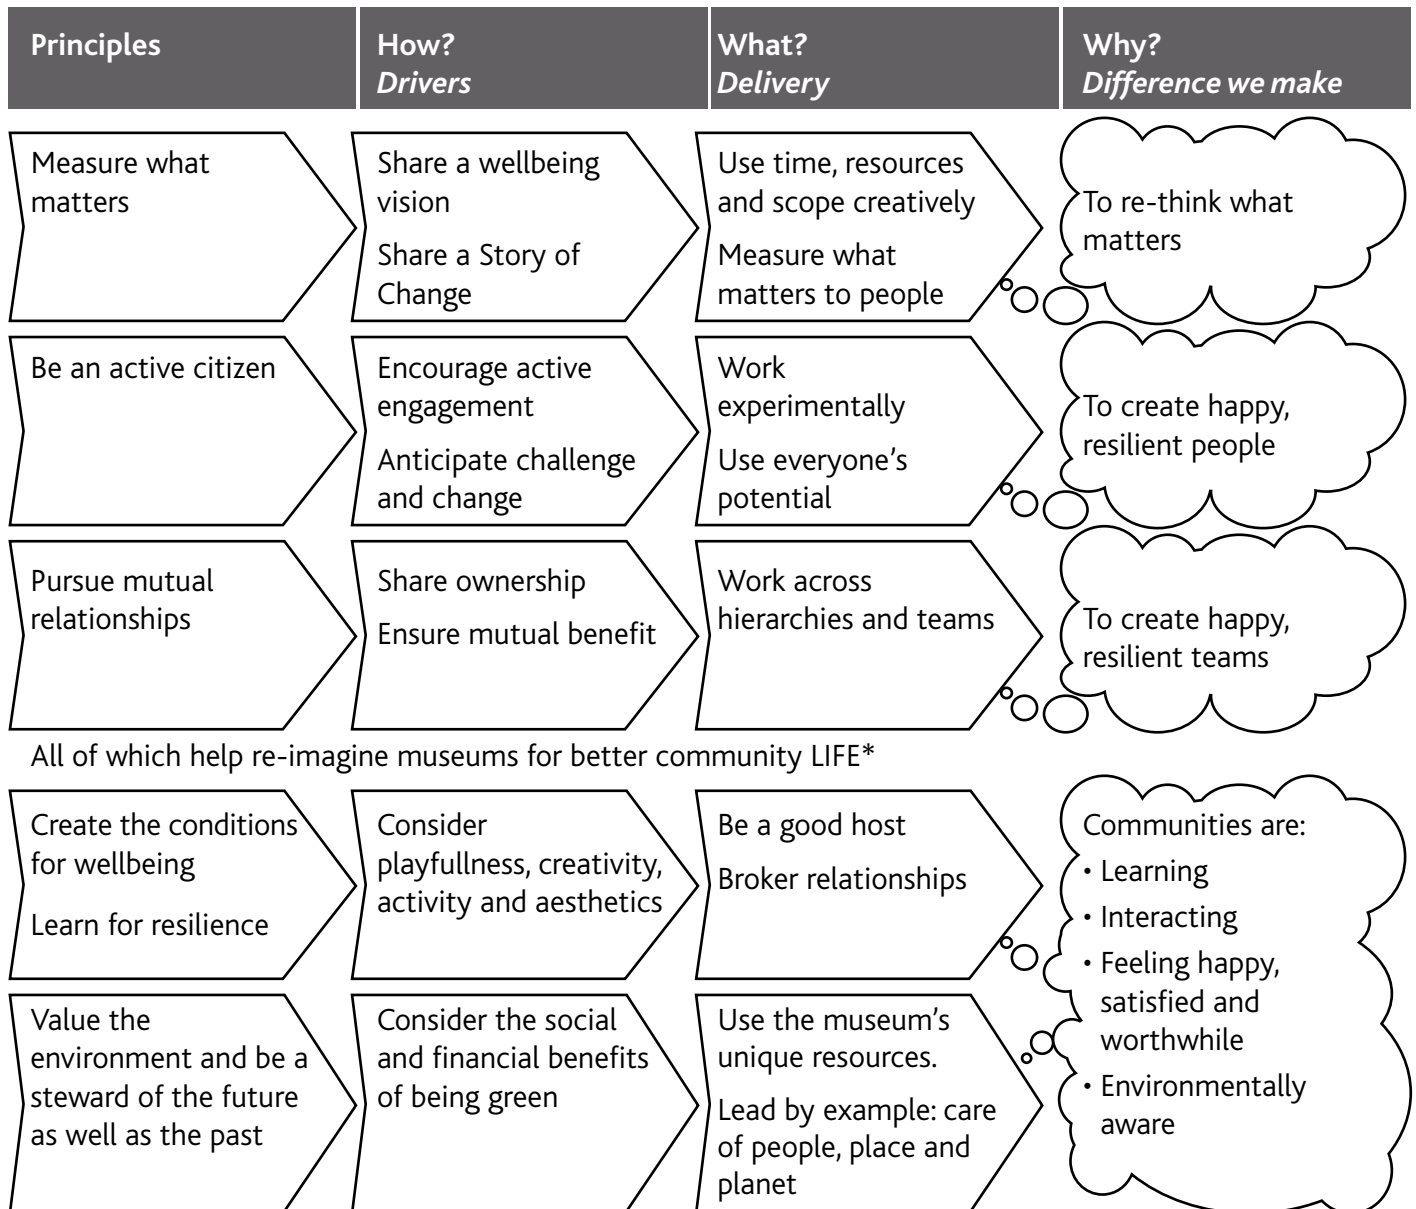 Principles
How?
Drivers
What?
Delivery
Why?
Difference we make
Measure what
matters
Share a wellbeing
vision
Share a Story of
Change
Use time, resources
and scope creatively
Measure what
matters to people
To re-think what
matters
Be an active citizen
Encourage active
engagement
Anticipate challenge
and change
Work
experimentally
Use everyone’s
potential
To create happy,
resilient people
Pursue mutual
relationships
Share ownership
Ensure mutual benefit
Work across
hierarchies and teams
To create happy,
resilient teams
All of which help re-imagine museums for better community LIFE*
Create the conditions
for wellbeing
Learn for resilience
Consider
playfullness, creativity,
activity and aesthetics
Be a good host
Broker relationships
Communities are:
• Learning
• Interacting
• Feeling happy,
satisfied and
worthwhile
• Environmentally
aware
Value the
environment and be a
steward of the future
as well as the past
Consider the social
and financial benefits
of being green
Use the museum’s
unique resources.
Lead by example: care
of people, place and
planet